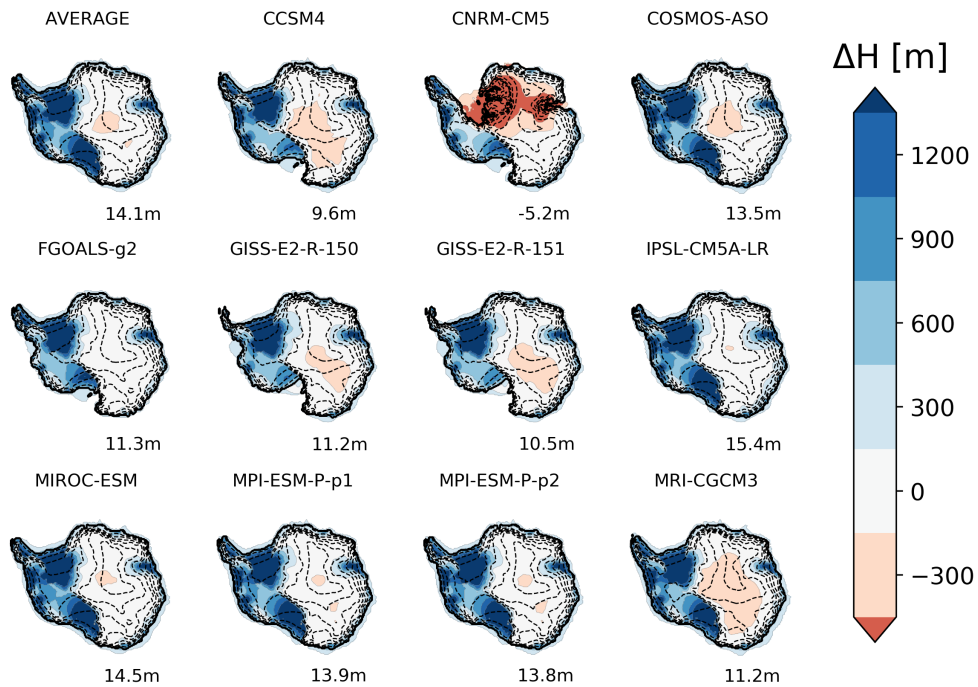 AVERAGE CCSM4 CNRM-CM5 COSMOS-ASO
ΔH [m]
14.1m 9.6m -5.2m 13.5m
FGOALS-g2 GISS-E2-R-150 GISS-E2-R-151 IPSL-CM5A-LR
11.3m 11.2m 10.5m 15.4m
MIROC-ESM MPI-ESM-P-p1 MPI-ESM-P-p2 MRI-CGCM3
14.5m 13.9m 13.8m 11.2m
1200
900
600
300
0
−300